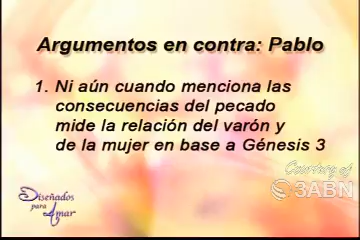 Argumentos en contra: Pablo
1. Ni aún cuando menciona las
consecuencias del pecado
mide la relación del varón y
de la mujer en base a Génesis 3
Courtesy of
3ABN
Diseñados
para
Amar